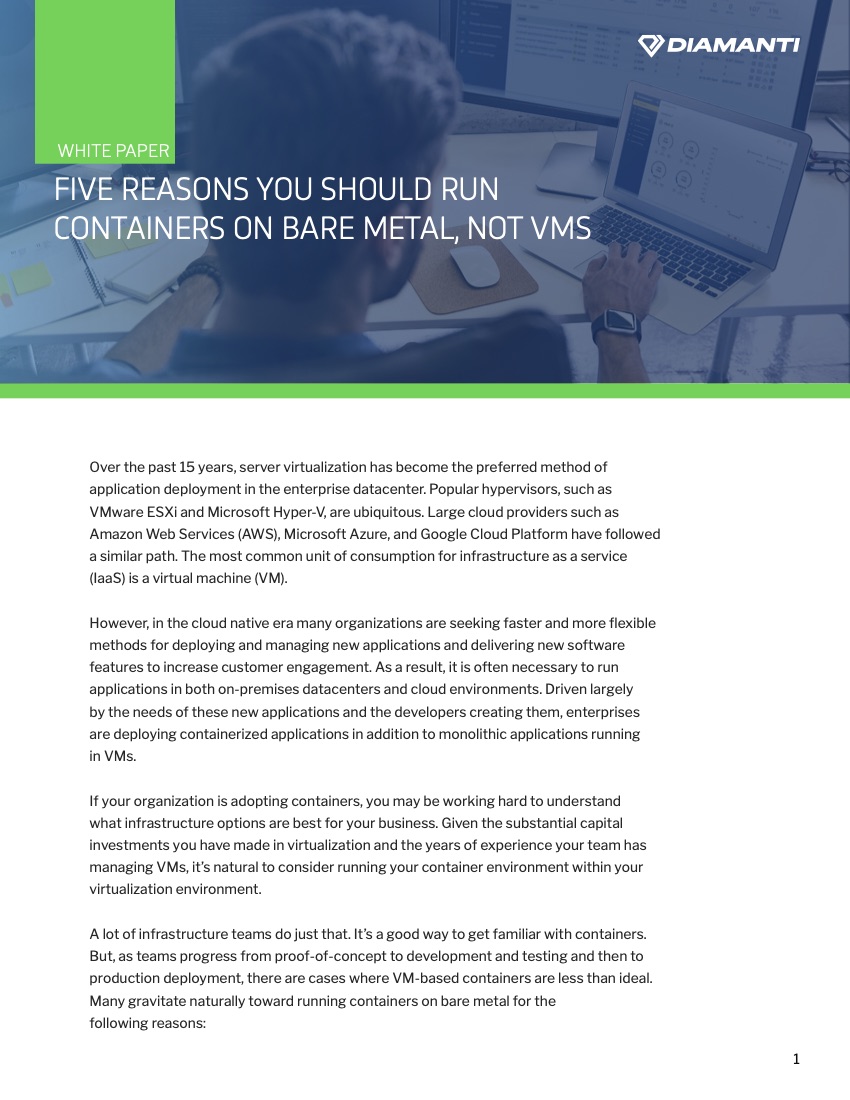 DIAMANTI
WHITE PAPER
FIVE REASONS YOU SHOULD RUN
CONTAINERS ON BARE METAL, NOT VMS
Over the past 15 years, server virtualization has become the preferred method of
application deployment in the enterprise datacenter. Popular hypervisors, such as
VMware ESXi and Microsoft Hyper-V, are ubiquitous. Large cloud providers such as
Amazon Web Services (AWS), Microsoft Azure, and Google Cloud Platform have followed
a similar path. The most common unit of consumption for infrastructure as a service
(IaaS) is a virtual machine (VM).
However, in the cloud native era many organizations are seeking faster and more flexible
methods for deploying and managing new applications and delivering new software
features to increase customer engagement. As a result, it is often necessary to run
applications in both on-premises datacenters and cloud environments. Driven largely
by the needs of these new applications and the developers creating them, enterprises
are deploying containerized applications in addition to monolithic applications running
in VMs.
If your organization is adopting containers, you may be working hard to understand
what infrastructure options are best for your business. Given the substantial capital
investments you have made in virtualization and the years of experience your team has
managing VMs, it’s natural to consider running your container environment within your
virtualization environment.
A lot of infrastructure teams do just that. It’s a good way to get familiar with containers.
But, as teams progress from proof-of-concept to development and testing and then to
production deployment, there are cases where VM-based containers are less than ideal.
Many gravitate naturally toward running containers on bare metal for the
following reasons:
1